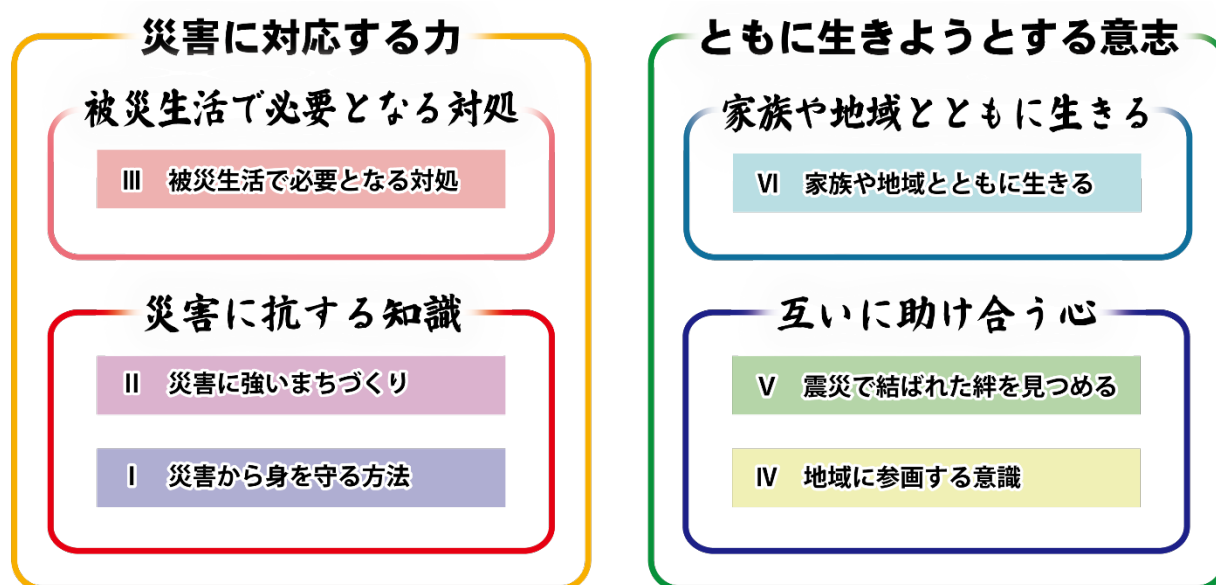 災害に対応する力
被災生活で必要となる対処
Ⅲ 被災生活で必要となる対処
災害に抗する知識
Ⅱ 災害に強いまちづくり
Ⅰ 災害から身を守る方法
ともに生きようとする意志
家族や地域とともに生きる
Ⅵ 家族や地域とともに生きる
互いに助け合う心
Ⅴ 震災で結ばれた絆を見つめる
Ⅳ 地域に参画する意識